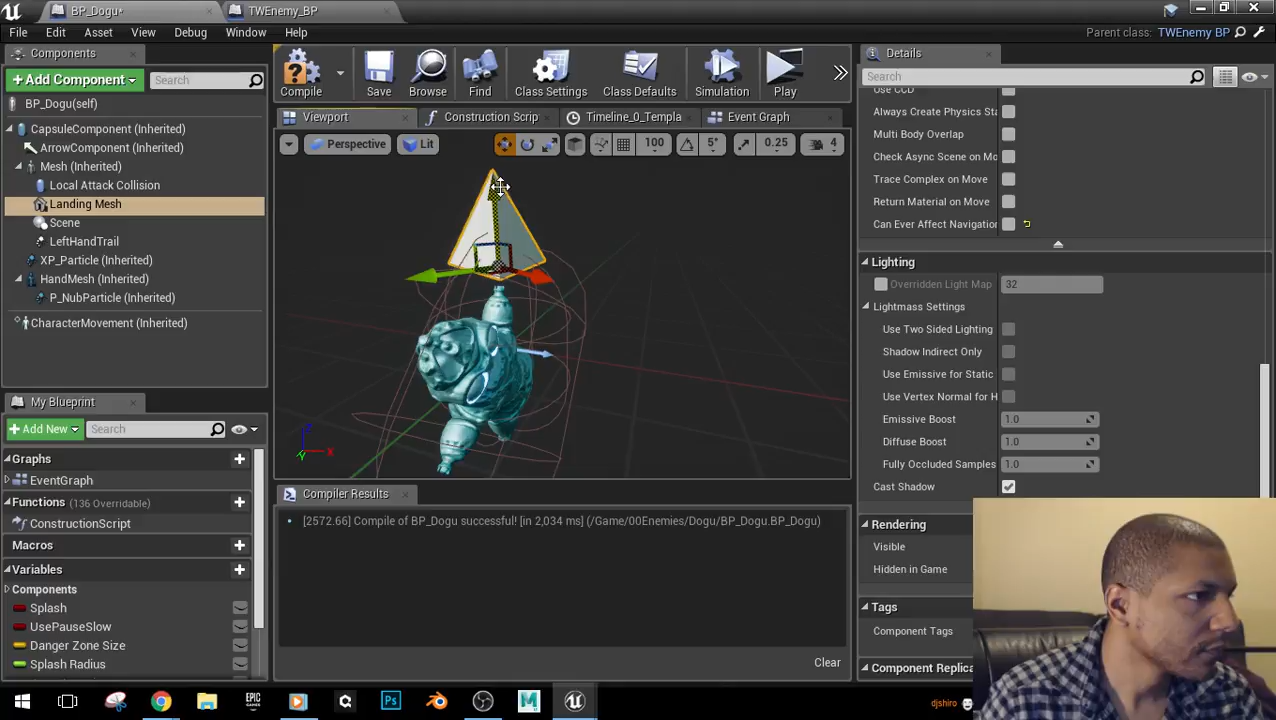 BP_Dogu*
TWEnemy_BP
File Edit Asset View Debug Window Help
Parent class: TWEnemy BP
Components
+Add Component
Search
BP_Dogu(self)
CapsuleComponent (Inherited)
ArrowComponent (Inherited)
Mesh (Inherited)
Local Attack Collision
Landing Mesh
Scene
LeftHandTrail
XP_Particle (Inherited)
HandMesh (Inherited)
P_NubParticle (Inherited)
CharacterMovement (Inherited)
My Blueprint
+Add New
Search
Graphs
EventGraph
Functions (136 Overridable)
ConstructionScript
Macros
Variables
Components
Splash
UsePauseSlow
Danger Zone Size
Splash Radius
Compile Save Browse Find Class Settings Class Defaults Simulation Play
Viewport Construction Scrip Timeline_0_Templa Event Graph
Perspective Lit 100 5° 0.25 4
Z
X
Y
Compiler Results
[2572.66] Compile of BP_Dogu successful! [in 2,034 ms] (/Game/00Enemies/Dogu/BP_Dogu.BP_Dogu)
Clear
Details
Search
Use CCD
Always Create Physics Sta
Multi Body Overlap
Check Async Scene on Mo
Trace Complex on Move
Return Material on Move
Can Ever Affect Navigation
Lighting
Overridden Light Map 32
Lightmass Settings
Use Two Sided Lighting
Shadow Indirect Only
Use Emissive for Static
Use Vertex Normal for H
Emissive Boost 1.0
Diffuse Boost 1.0
Fully Occluded Samples 1.0
Cast Shadow
Rendering
Visible
Hidden in Game
Tags
Component Tags
Component Replica
EPIC GAMES
Ps
M
djshiro